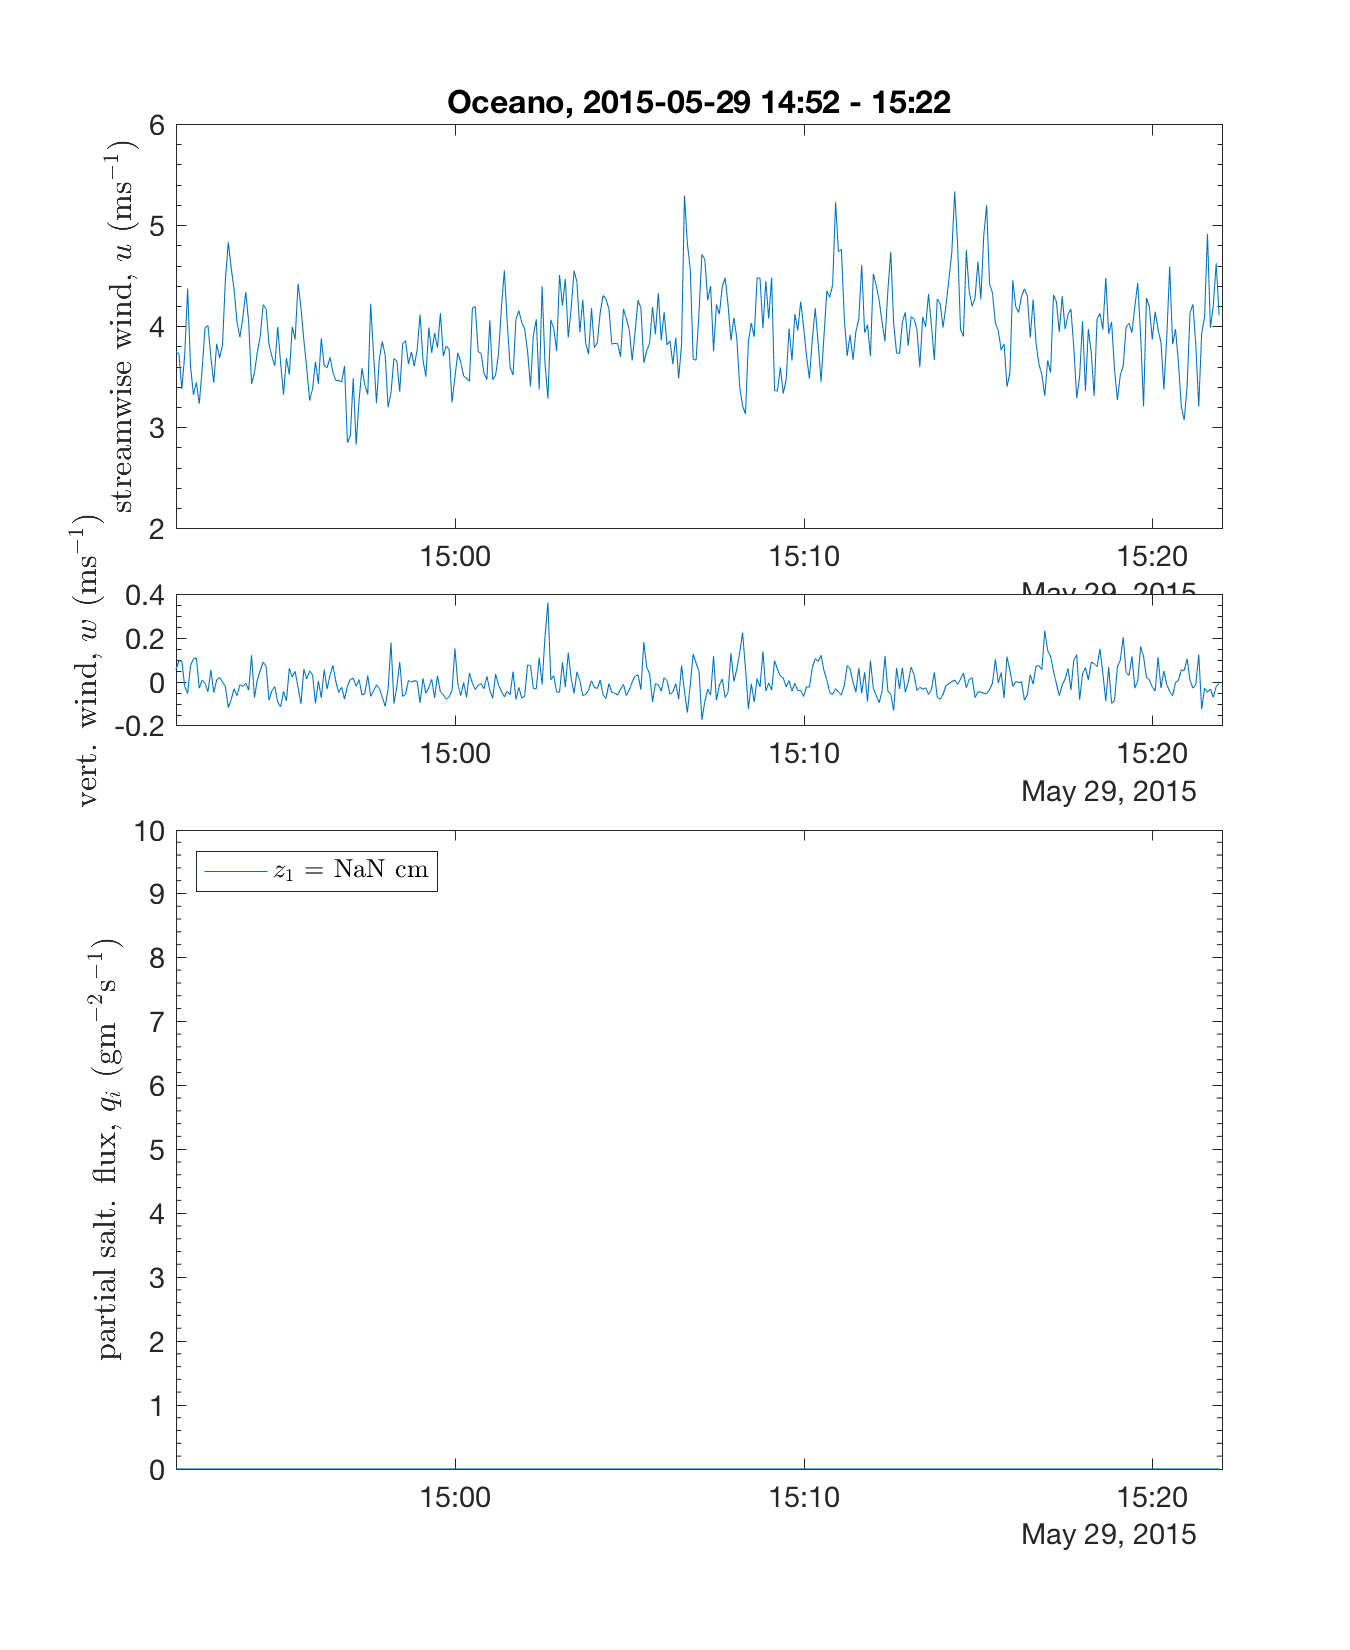 Oceano, 2015-05-29 14:52 - 15:22
streamwise wind, u (ms⁻¹)
6
5
4
3
2
15:00 15:10 15:20
May 29, 2015
vert. wind, w (ms⁻¹)
0.4
0.2
0
-0.2
15:00 15:10 15:20
May 29, 2015
partial salt. flux, qᵢ (gm⁻²s⁻¹)
10
9
8
7
6
5
4
3
2
1
0
z₁ = NaN cm
15:00 15:10 15:20
May 29, 2015